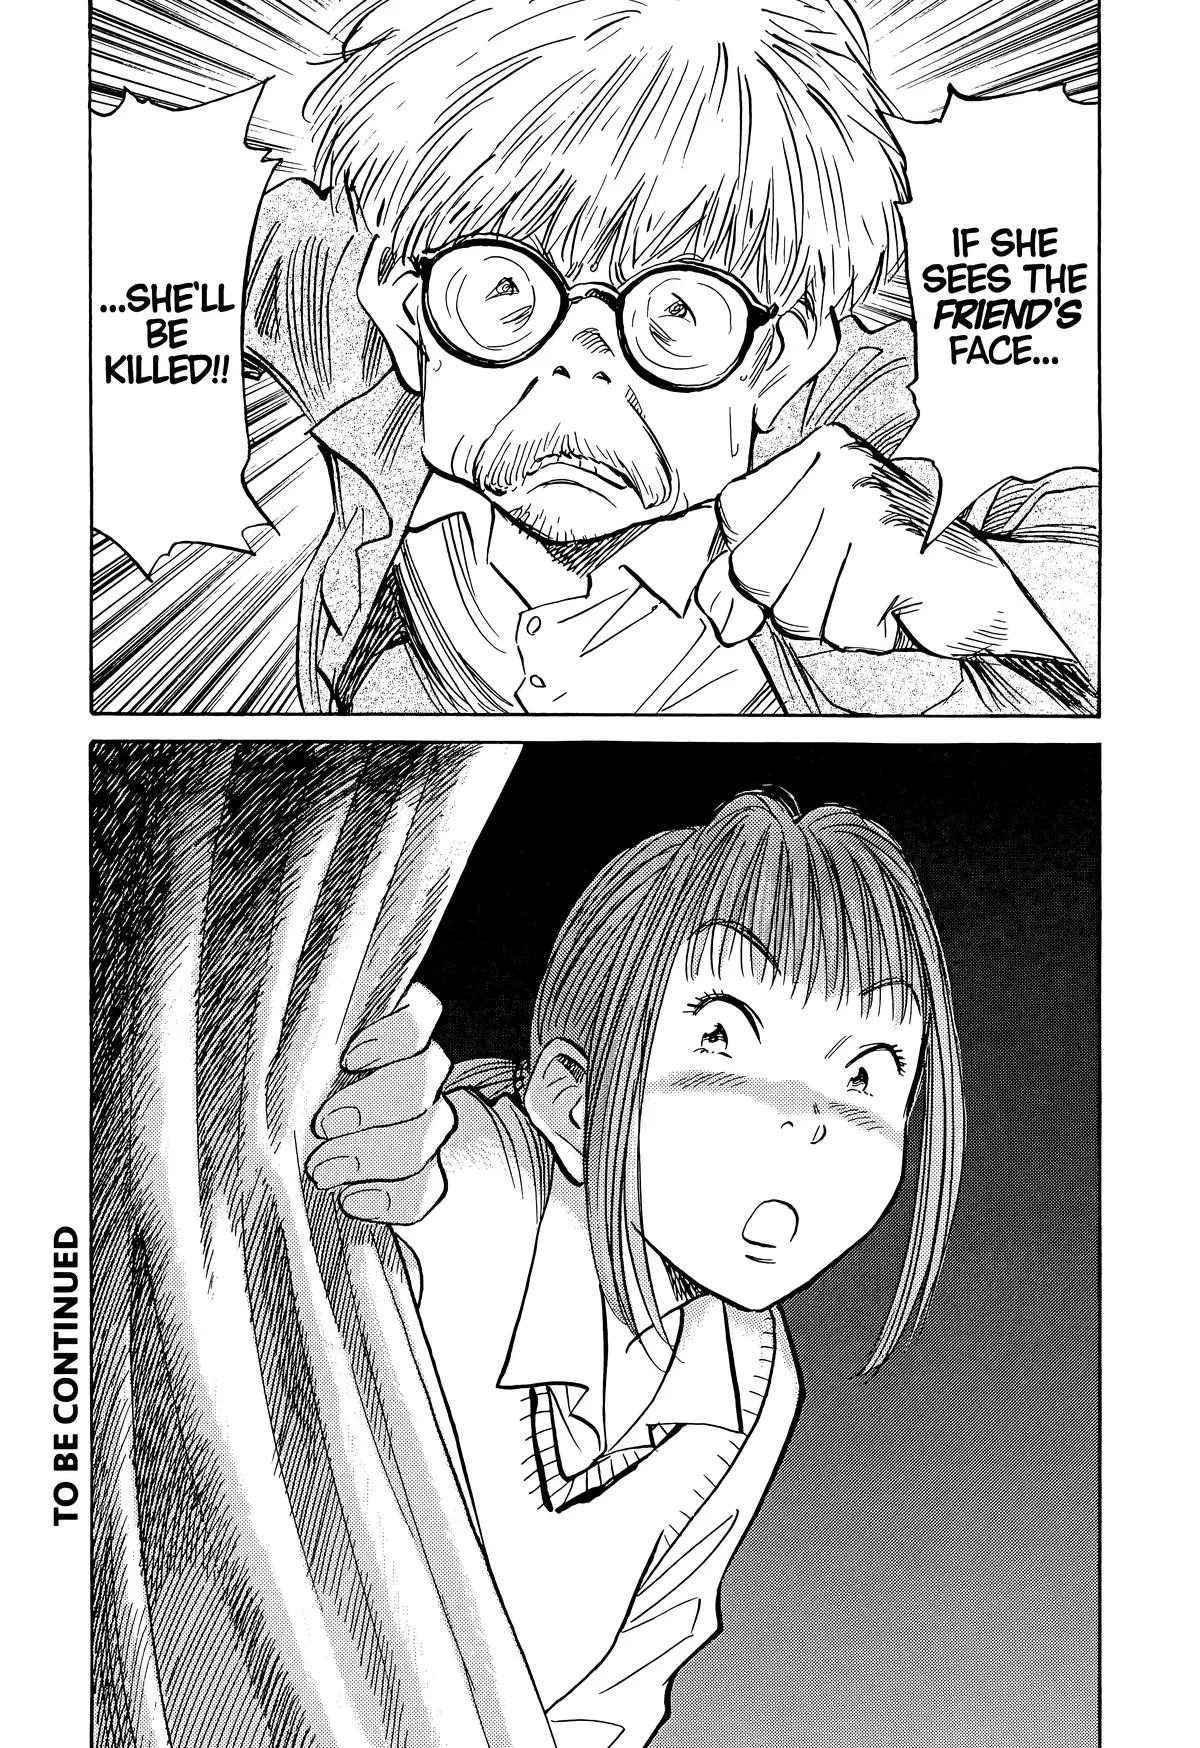 IF SHE
SEES THE
FRIEND'S
FACE...
...SHE'LL
BE
KILLED!!
TO BE CONTINUED